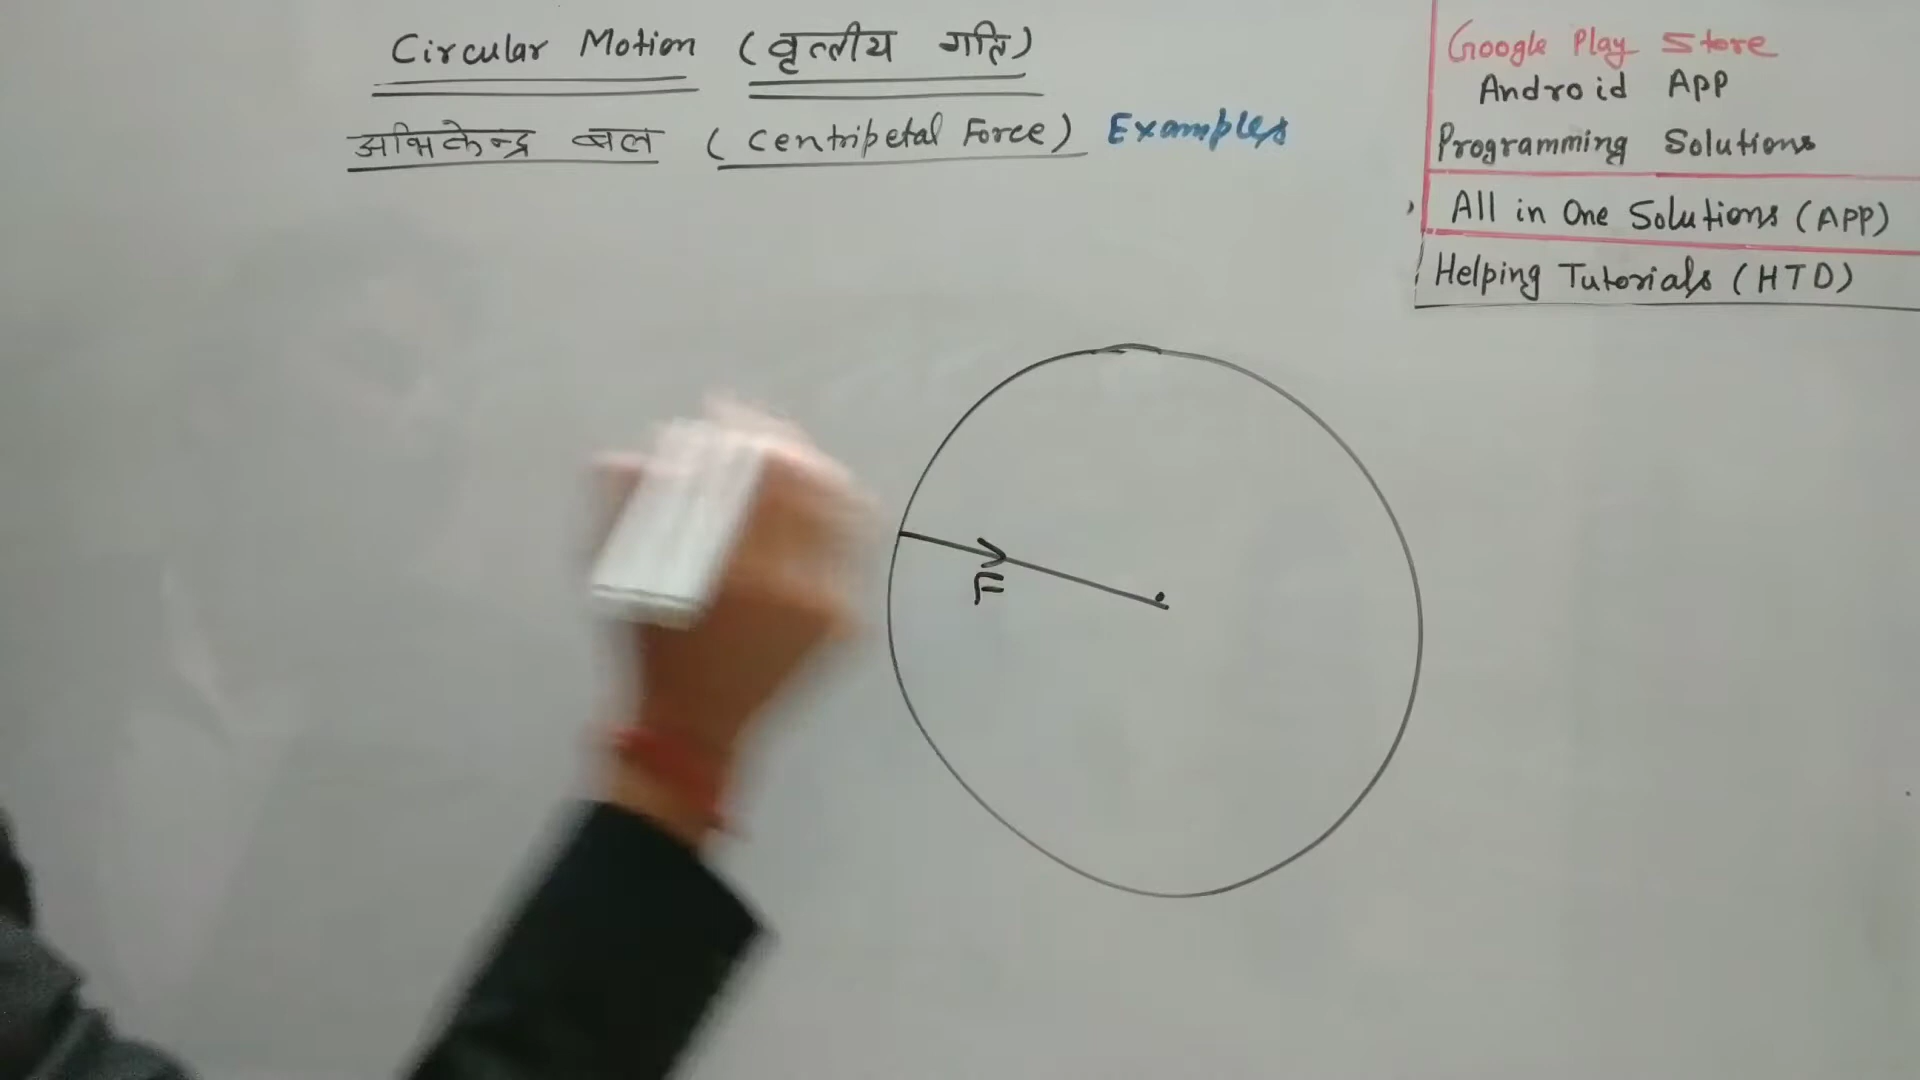 Circular Motion (वृत्तीय गति)
अभिकेन्द्र बल (Centripetal Force) Examples
Google Play Store
Android App
Programming Solutions
All in One Solutions (APP)
Helping Tutorials (HTD)
F